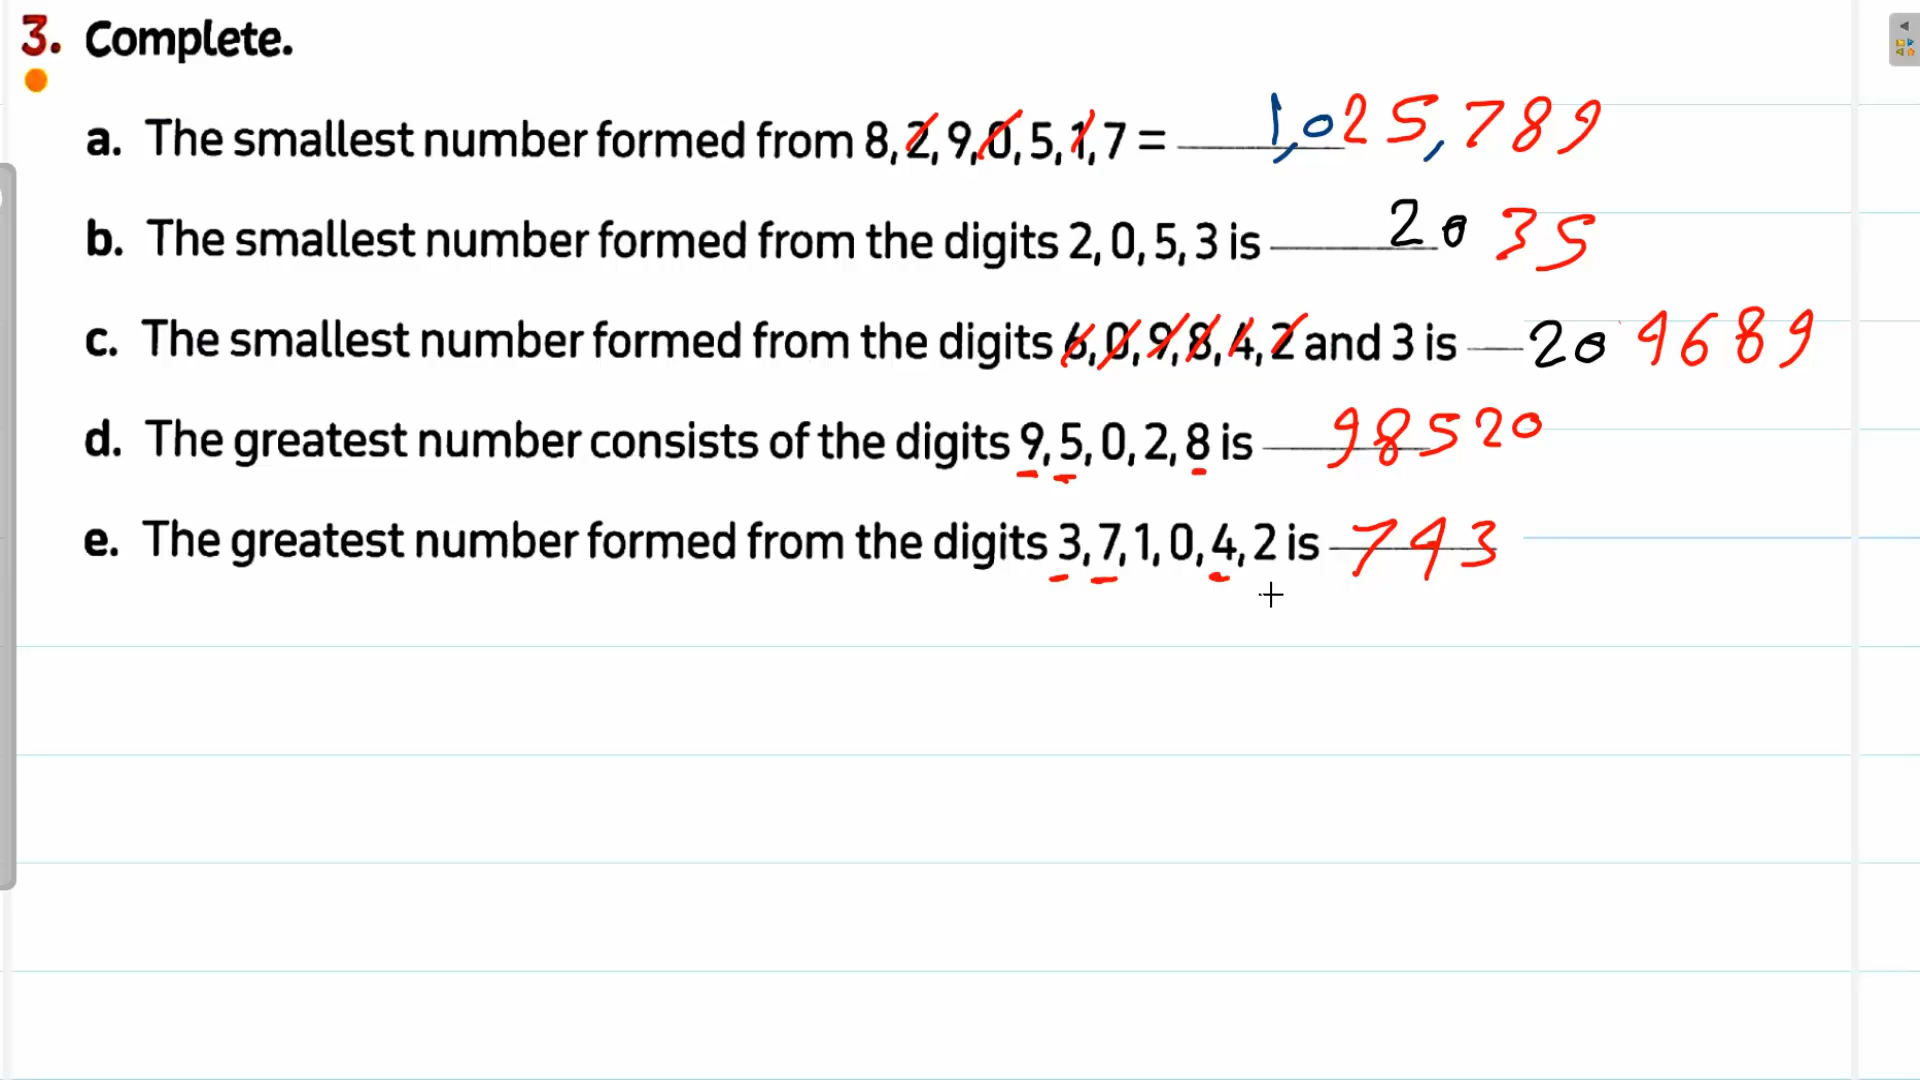 3. Complete.
a. The smallest number formed from 8, 2, 9, 0, 5, 1, 7 = 1,025,789
b. The smallest number formed from the digits 2, 0, 5, 3 is 2035
c. The smallest number formed from the digits 6, 0, 9, 8, 4, 2 and 3 is 204689
d. The greatest number consists of the digits 9, 5, 0, 2, 8 is 98520
e. The greatest number formed from the digits 3, 7, 1, 0, 4, 2 is 743